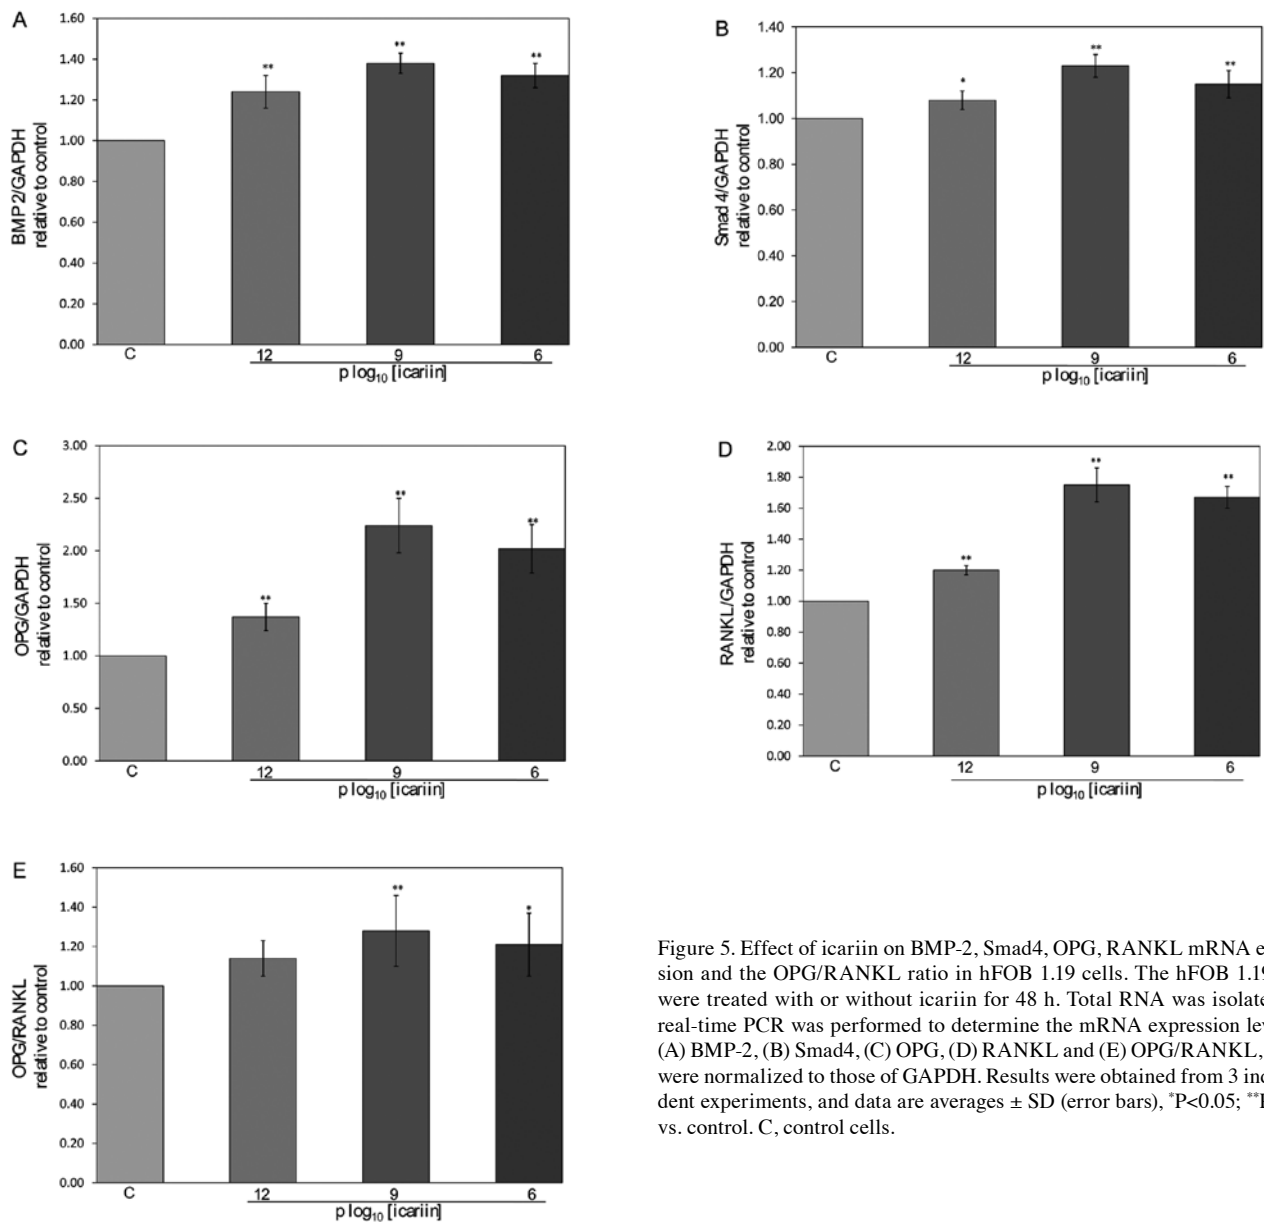 A
1.60
1.40
1.20
1.00
0.80
0.60
0.40
0.20
0.00
BMP 2/GAPDH
relative to control
** ** **
C 12 9 6
p log10 [icariin]
B
1.40
1.20
1.00
0.80
0.60
0.40
0.20
0.00
Smad 4/GAPDH
relative to control
* ** **
C 12 9 6
p log10 [icariin]
C
3.00
2.50
2.00
1.50
1.00
0.50
0.00
OPG/GAPDH
relative to control
** ** **
C 12 9 6
p log10 [icariin]
D
2.00
1.80
1.60
1.40
1.20
1.00
0.80
0.60
0.40
0.20
0.00
RANKL/GAPDH
relative to control
** ** **
C 12 9 6
p log10 [icariin]
E
1.60
1.40
1.20
1.00
0.80
0.60
0.40
0.20
0.00
OPG/RANKL
relative to control
** *
C 12 9 6
p log10 [icariin]
Figure 5. Effect of icariin on BMP-2, Smad4, OPG, RANKL mRNA e
sion and the OPG/RANKL ratio in hFOB 1.19 cells. The hFOB 1.19
were treated with or without icariin for 48 h. Total RNA was isolate
real-time PCR was performed to determine the mRNA expression lev
(A) BMP-2, (B) Smad4, (C) OPG, (D) RANKL and (E) OPG/RANKL,
were normalized to those of GAPDH. Results were obtained from 3 ind
dent experiments, and data are averages ± SD (error bars), *P<0.05; **
vs. control. C, control cells.